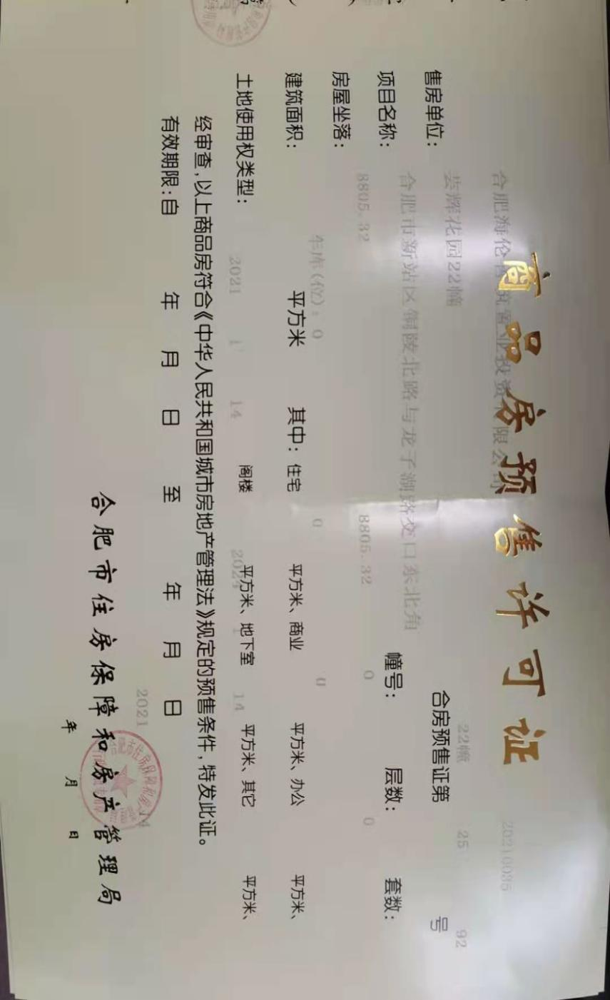 商品房预售许可证
20210035
合房预售证第 号
合肥海伦
业投资 限公司
售房单位:
芸辉花园22幢
22幢 25 92
项目名称: 幢号: 层数: 套数:
合肥市新站区铜陵北路与龙子湖路交口东北角
房屋坐落:
8805.32 8805.32 0 0
建筑面积: 平方米 其中: 住宅 平方米、商业 平方米、办公 平方米、
车库(位): 0 0 0
阁楼 平方米、地下室 平方米、其它 平方米、
土地使用权类型:
2021 1 14 2024 1 14
经审查,以上商品房符合《中华人民共和国城市房地产管理法》规定的预售条件,特发此证。
有效期限:自 年 月 日 至 年 月 日
2021 14
合肥市住房保障和房产管理局
年 月 日